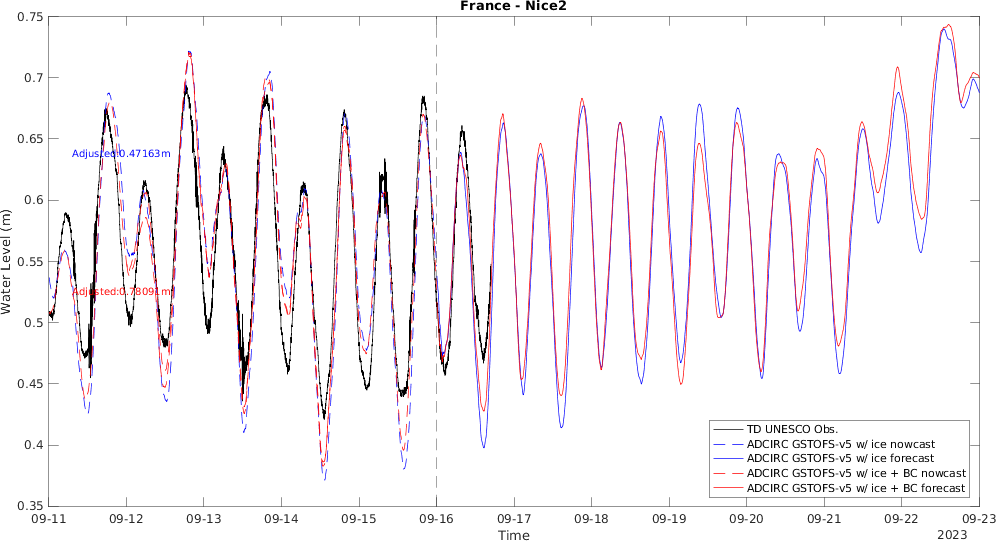 France - Nice2
0.75
0.7
0.65
0.6
0.55
0.5
0.45
0.4
0.35
Water Level (m)
Adjusted:0.47163m
Adjusted:0.78091m
TD UNESCO Obs.
ADCIRC GSTOFS-v5 w/ ice nowcast
ADCIRC GSTOFS-v5 w/ ice forecast
ADCIRC GSTOFS-v5 w/ ice + BC nowcast
ADCIRC GSTOFS-v5 w/ ice + BC forecast
09-11 09-12 09-13 09-14 09-15 09-16 09-17 09-18 09-19 09-20 09-21 09-22 09-23
Time
2023